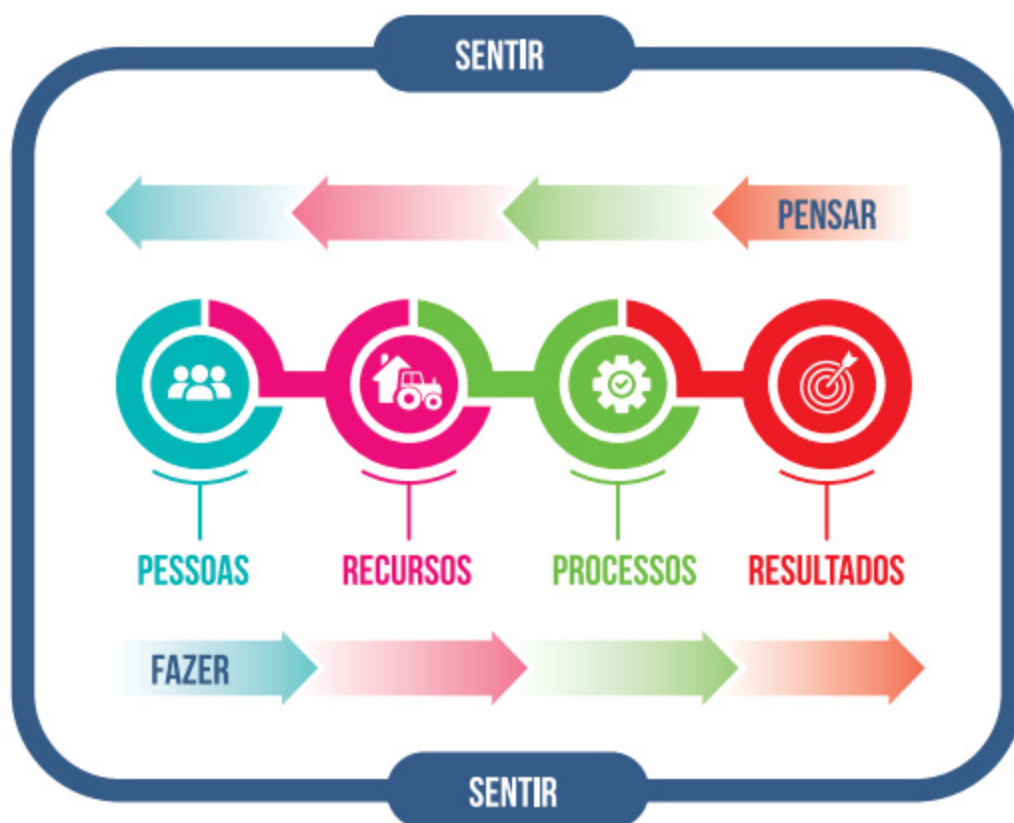 SENTIR
PENSAR
PESSOAS RECURSOS PROCESSOS RESULTADOS
FAZER
SENTIR